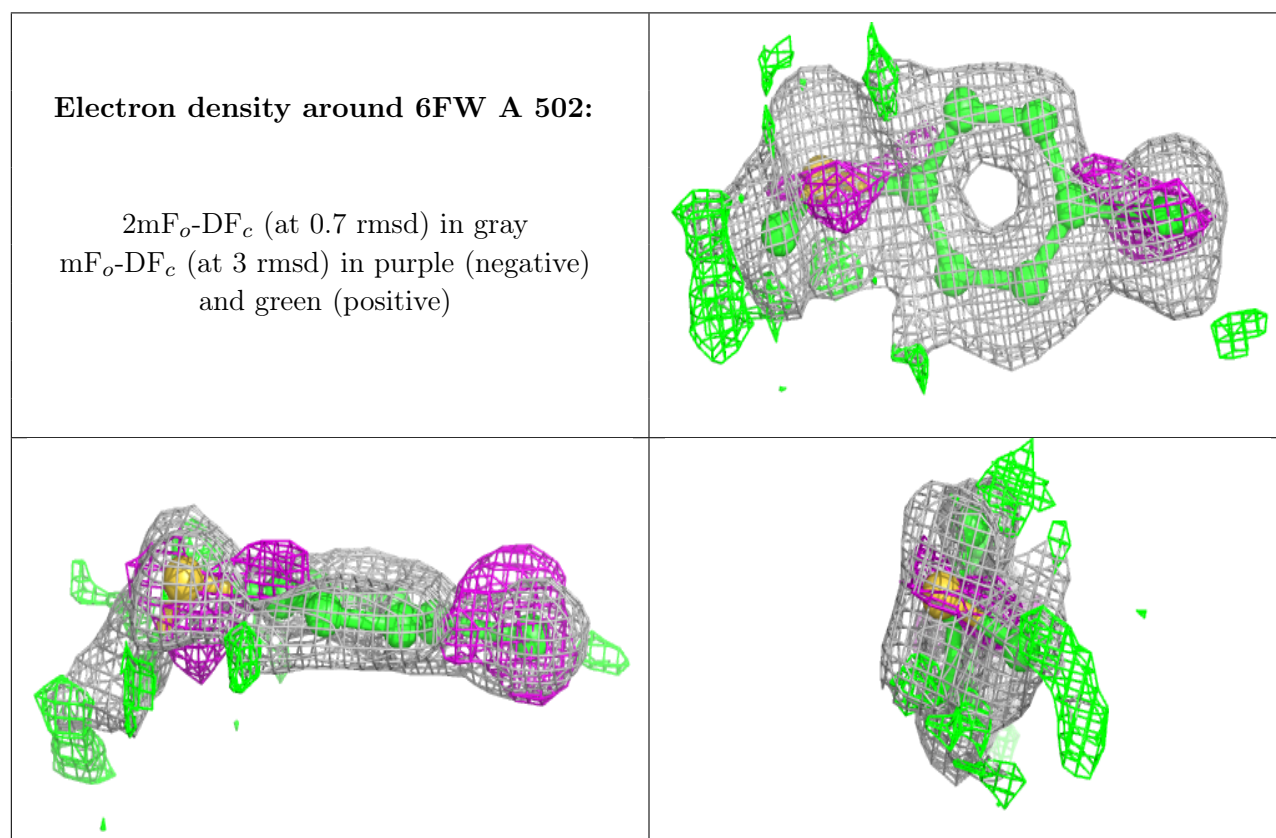 Electron density around 6FW A 502:
2mFo-DFc (at 0.7 rmsd) in gray
mFo-DFc (at 3 rmsd) in purple (negative)
and green (positive)